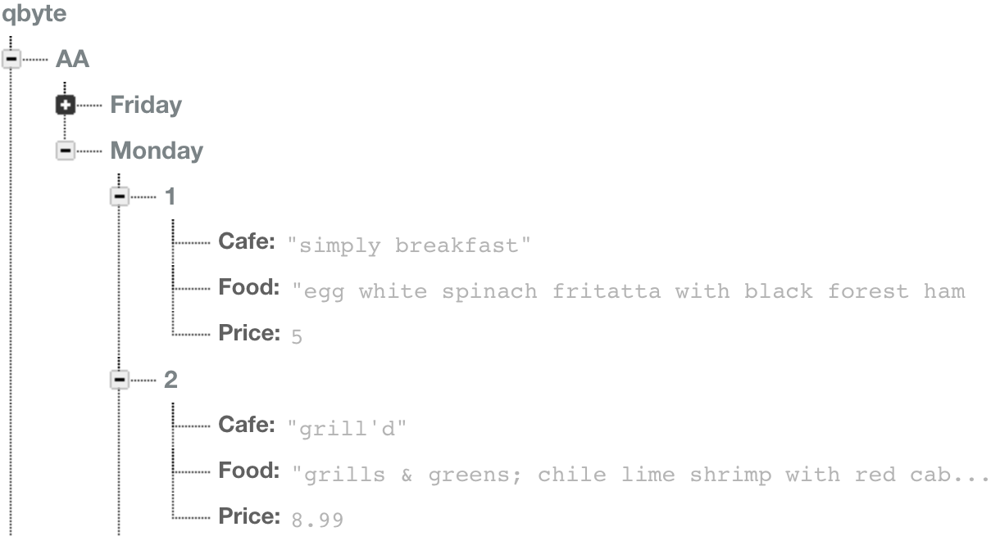 qbyte
AA
Friday
Monday
1
Cafe: "simply breakfast"
Food: "egg white spinach fritatta with black forest ham
Price: 5
2
Cafe: "grill'd"
Food: "grills & greens; chile lime shrimp with red cab...
Price: 8.99